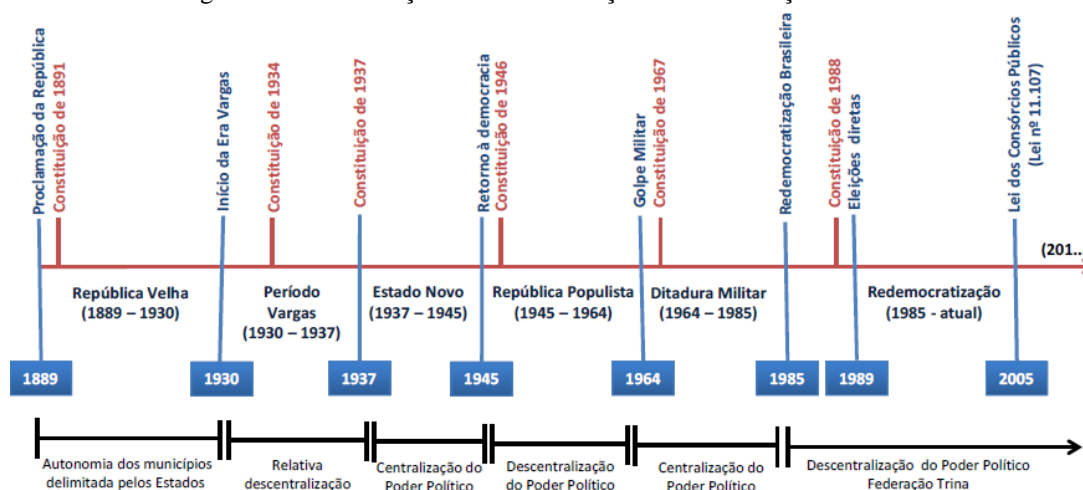 Proclamação da República
Constituição de 1891
Início da Era Vargas
Constituição de 1934
Constituição de 1937
Retorno à democracia
Constituição de 1946
Golpe Militar
Constituição de 1967
Redemocratização Brasileira
Constituição de 1988
Eleições diretas
Lei dos Consórcios Públicos
(Lei nº 11.107)
(201...
República Velha
(1889 – 1930)
Período
Vargas
(1930 – 1937)
Estado Novo
(1937 – 1945)
República Populista
(1945 – 1964)
Ditadura Militar
(1964 – 1985)
Redemocratização
(1985 - atual)
1889
1930
1937
1945
1964
1985
1989
2005
Autonomia dos municípios
delimitada pelos Estados
Relativa
descentralização
Centralização do
Poder Político
Descentralização
do Poder Político
Centralização do
Poder Político
Descentralização do Poder Político
Federação Trina